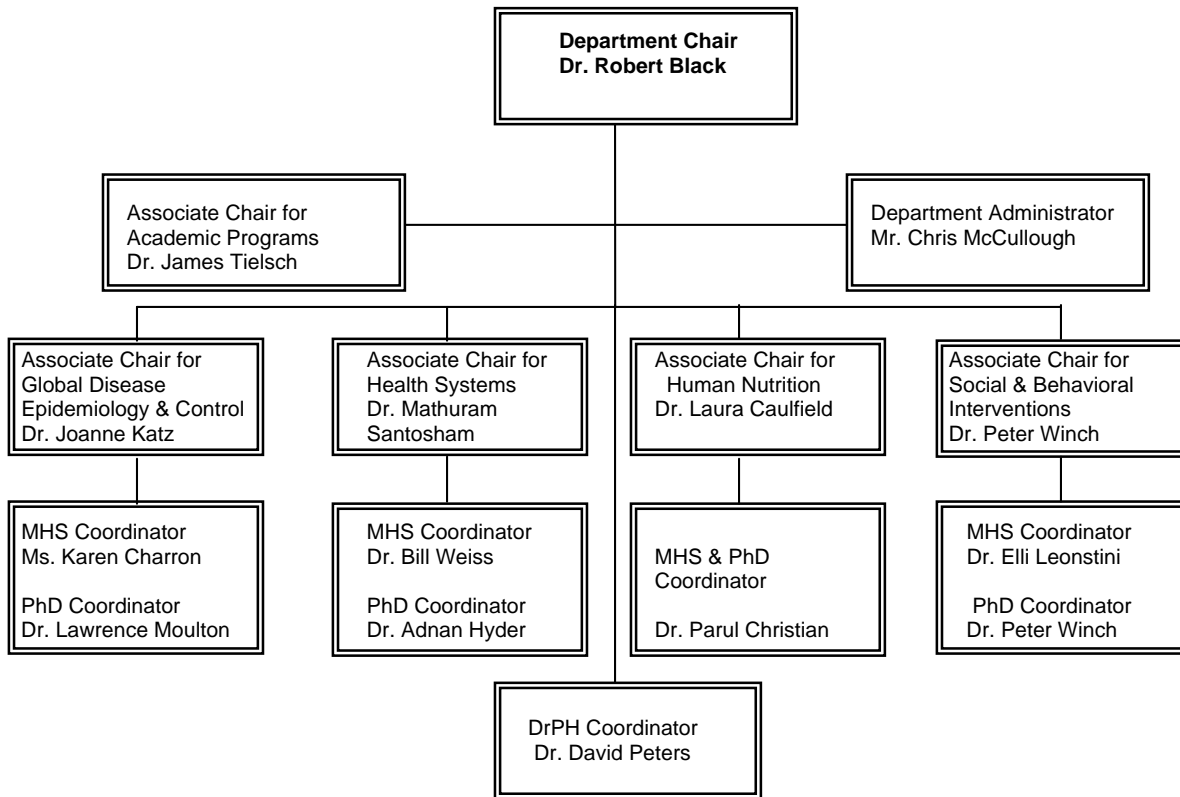 Department Chair
Dr. Robert Black
Associate Chair for
Academic Programs
Dr. James Tielsch
Department Administrator
Mr. Chris McCullough
Associate Chair for
Global Disease
Epidemiology & Control
Dr. Joanne Katz
Associate Chair for
Health Systems
Dr. Mathuram
Santosham
Associate Chair for
Human Nutrition
Dr. Laura Caulfield
Associate Chair for
Social & Behavioral
Interventions
Dr. Peter Winch
MHS Coordinator
Ms. Karen Charron
PhD Coordinator
Dr. Lawrence Moulton
MHS Coordinator
Dr. Bill Weiss
PhD Coordinator
Dr. Adnan Hyder
MHS & PhD
Coordinator
Dr. Parul Christian
MHS Coordinator
Dr. Elli Leonstini
PhD Coordinator
Dr. Peter Winch
DrPH Coordinator
Dr. David Peters